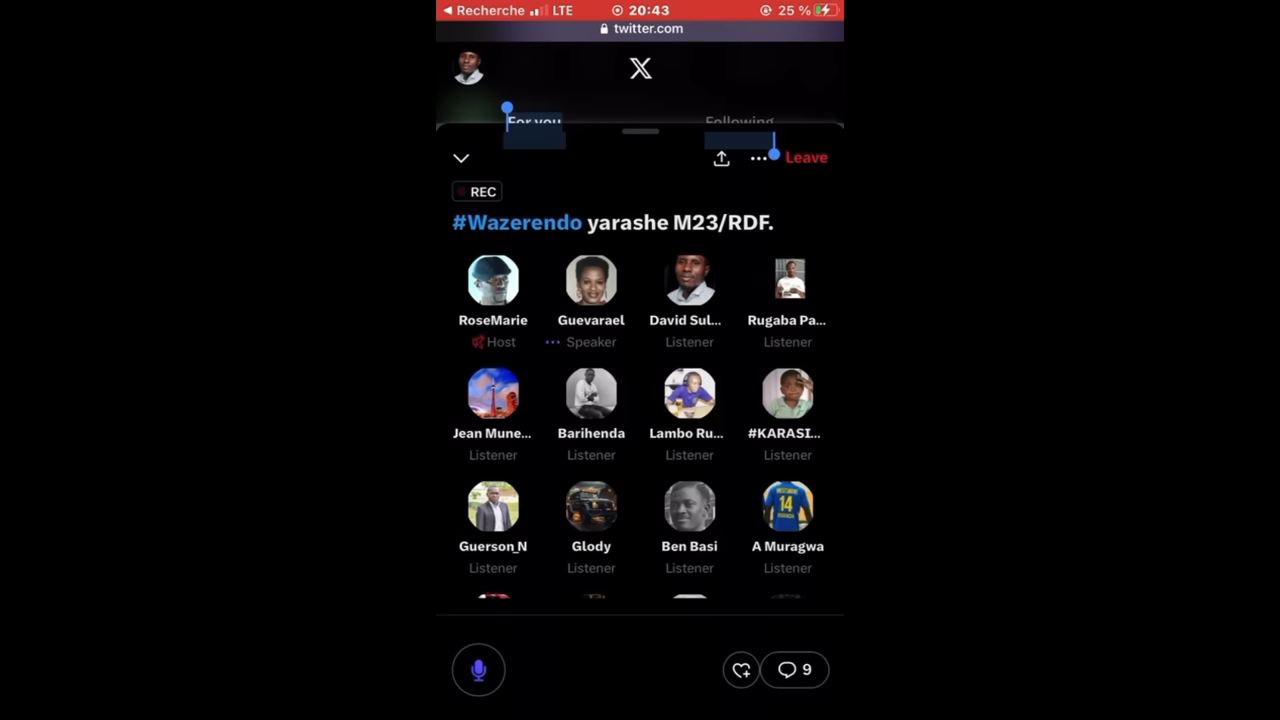 ◀ Recherche LTE 20:43 25 %
twitter.com
For you Following
Leave
REC
#Wazerendo yarashe M23/RDF.
RoseMarie Guevarael David Sul... Rugaba Pa...
Host Speaker Listener Listener
Jean Mune... Barihenda Lambo Ru... #KARASI...
Listener Listener Listener Listener
14
Guerson_N Glody Ben Basi A Muragwa
Listener Listener Listener Listener
9